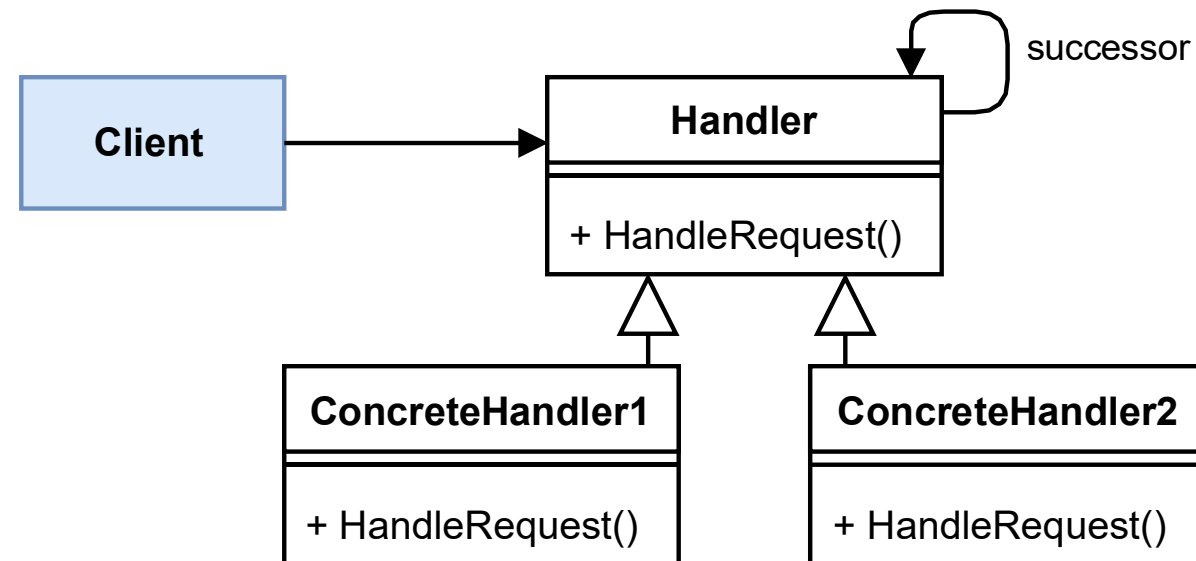 successor
Client
Handler
+ HandleRequest()
ConcreteHandler1
ConcreteHandler2
+ HandleRequest()
+ HandleRequest()